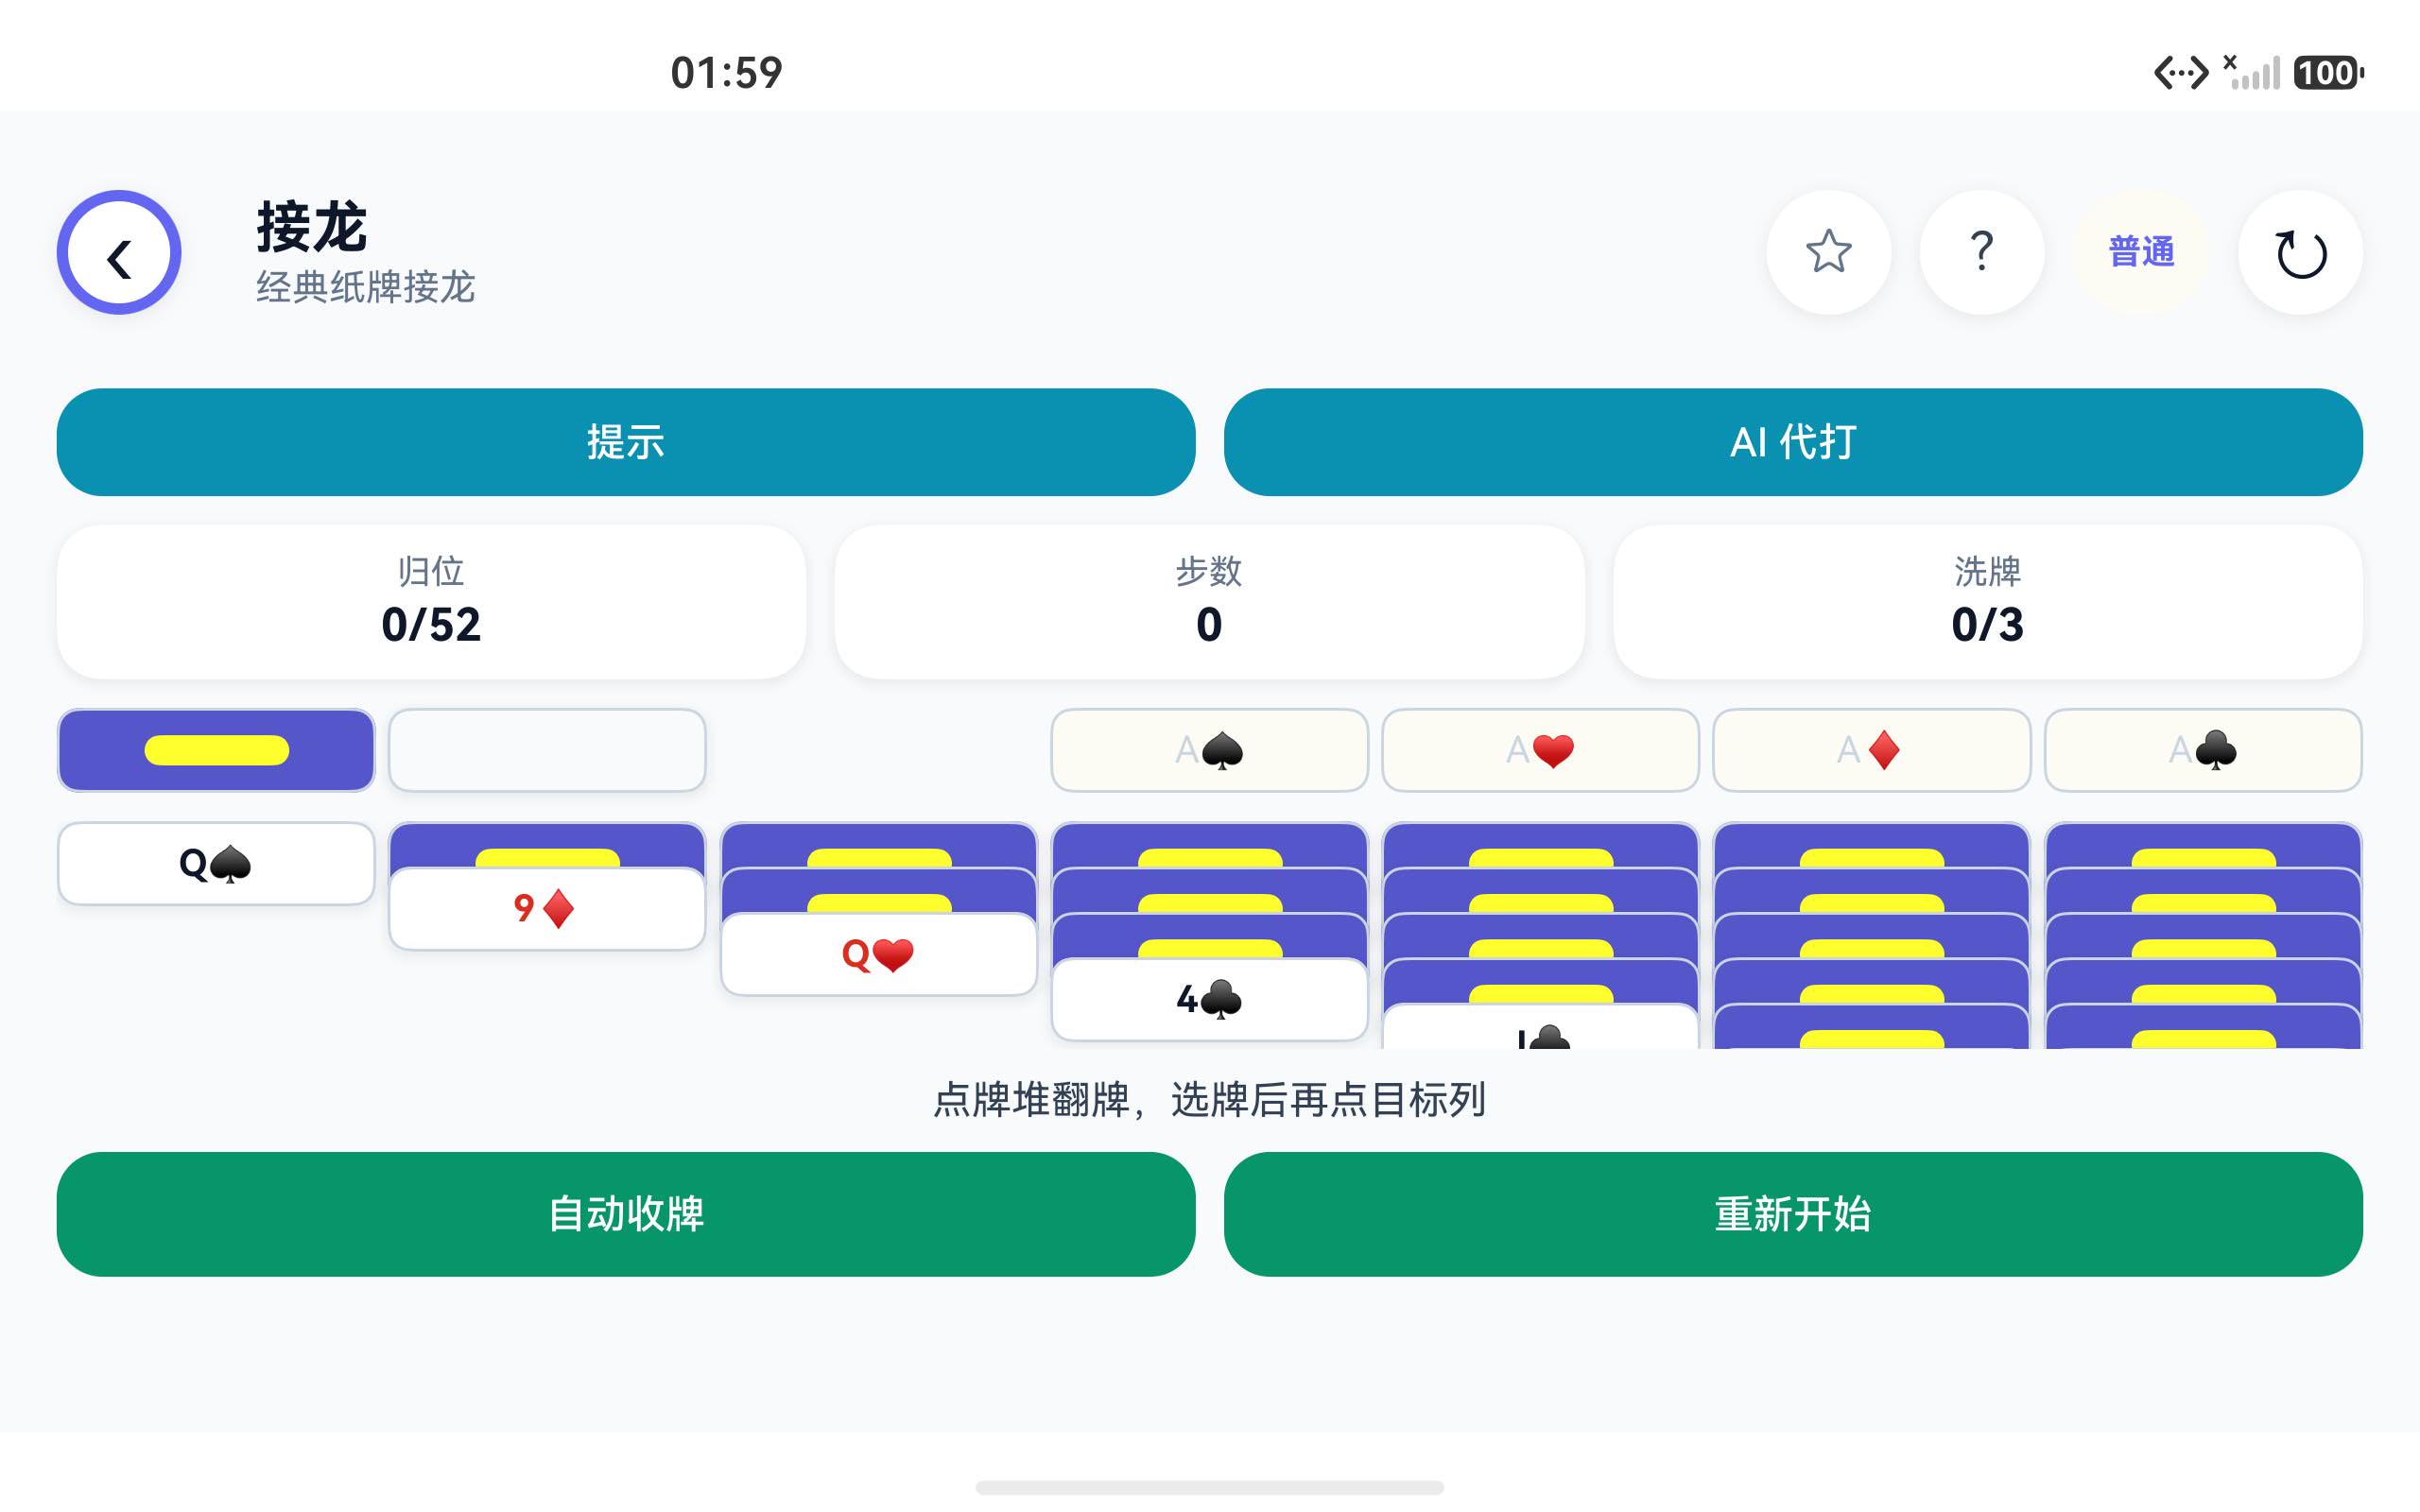 01:59
100
接龙
经典纸牌接龙
?
普通
提示
AI 代打
归位
0/52
步数
0
洗牌
0/3
A♠
A♥
A♦
A♣
Q♠
9♦
Q♥
4♣
点牌堆翻牌，选牌后再点目标列
自动收牌
重新开始